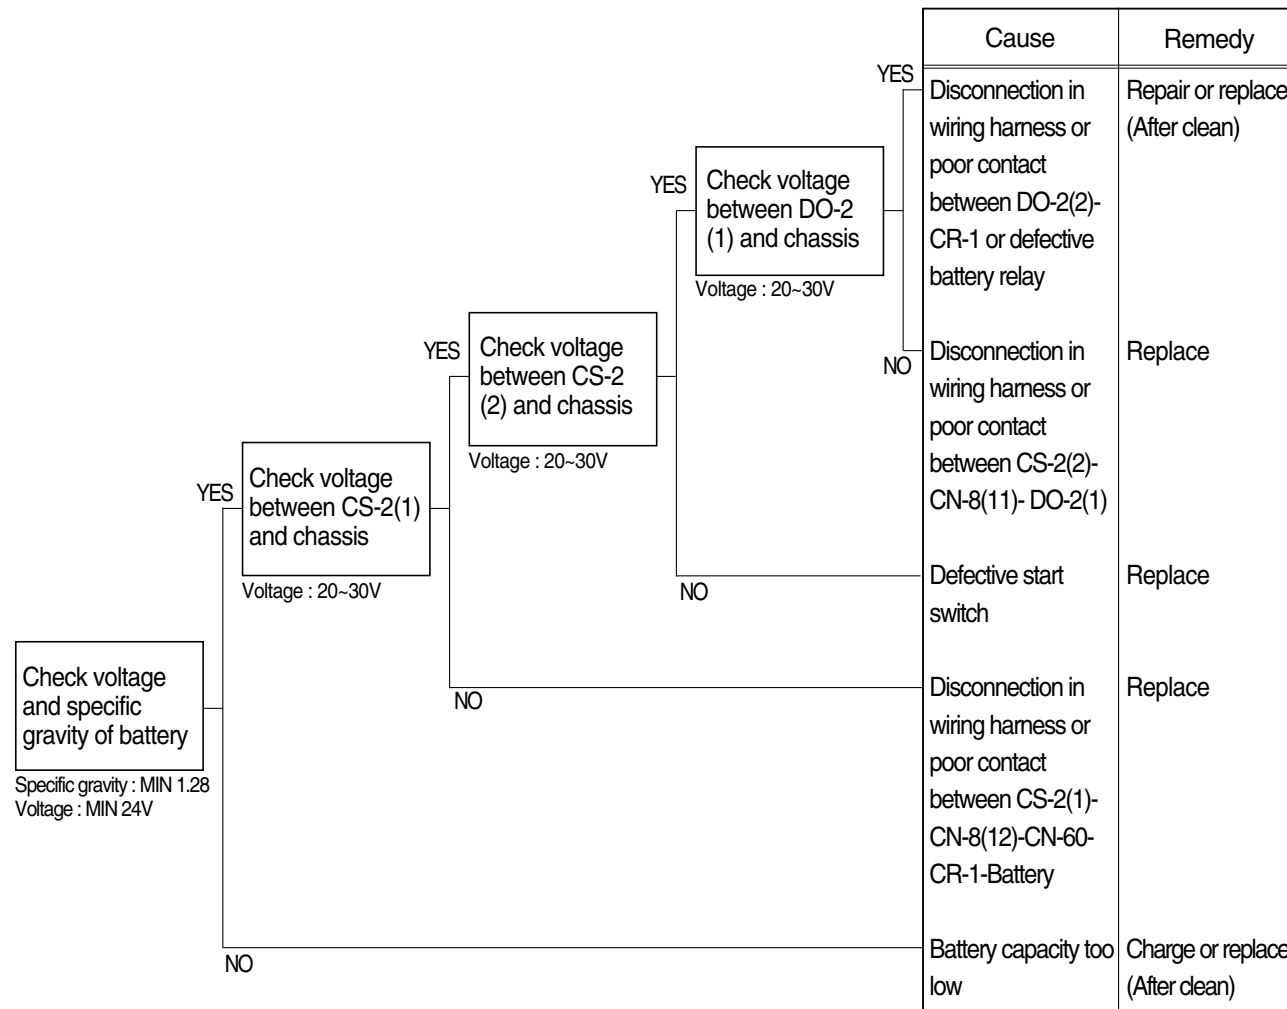 Cause
Remedy
YES
Disconnection in
wiring harness or
poor contact
between DO-2(2)-
CR-1 or defective
battery relay
Repair or replace
(After clean)
YES
Check voltage
between DO-2
(1) and chassis
Voltage : 20~30V
NO
Disconnection in
wiring harness or
poor contact
between CS-2(2)-
CN-8(11)- DO-2(1)
Replace
YES
Check voltage
between CS-2
(2) and chassis
Voltage : 20~30V
NO
Defective start
switch
Replace
YES
Check voltage
between CS-2(1)
and chassis
Voltage : 20~30V
NO
Disconnection in
wiring harness or
poor contact
between CS-2(1)-
CN-8(12)-CN-60-
CR-1-Battery
Replace
Check voltage
and specific
gravity of battery
Specific gravity : MIN 1.28
Voltage : MIN 24V
NO
Battery capacity too
low
Charge or replace
(After clean)